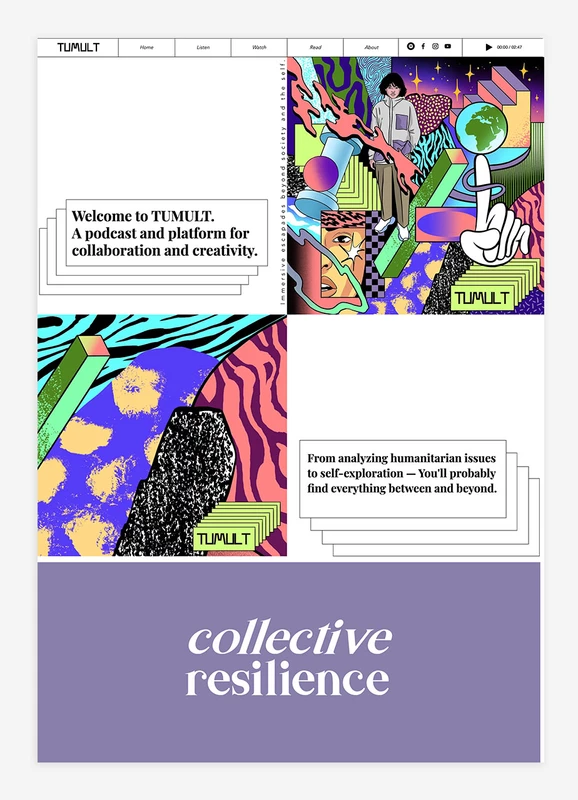 TUMULT
Home
Listen
Watch
Read
About
00:00 / 02:47
Immersive escapades beyond society and the self.
Welcome to TUMULT.
A podcast and platform for
collaboration and creativity.
TUMULT
TUMULT
From analyzing humanitarian issues
to self-exploration — You'll probably
find everything between and beyond.
collective
resilience